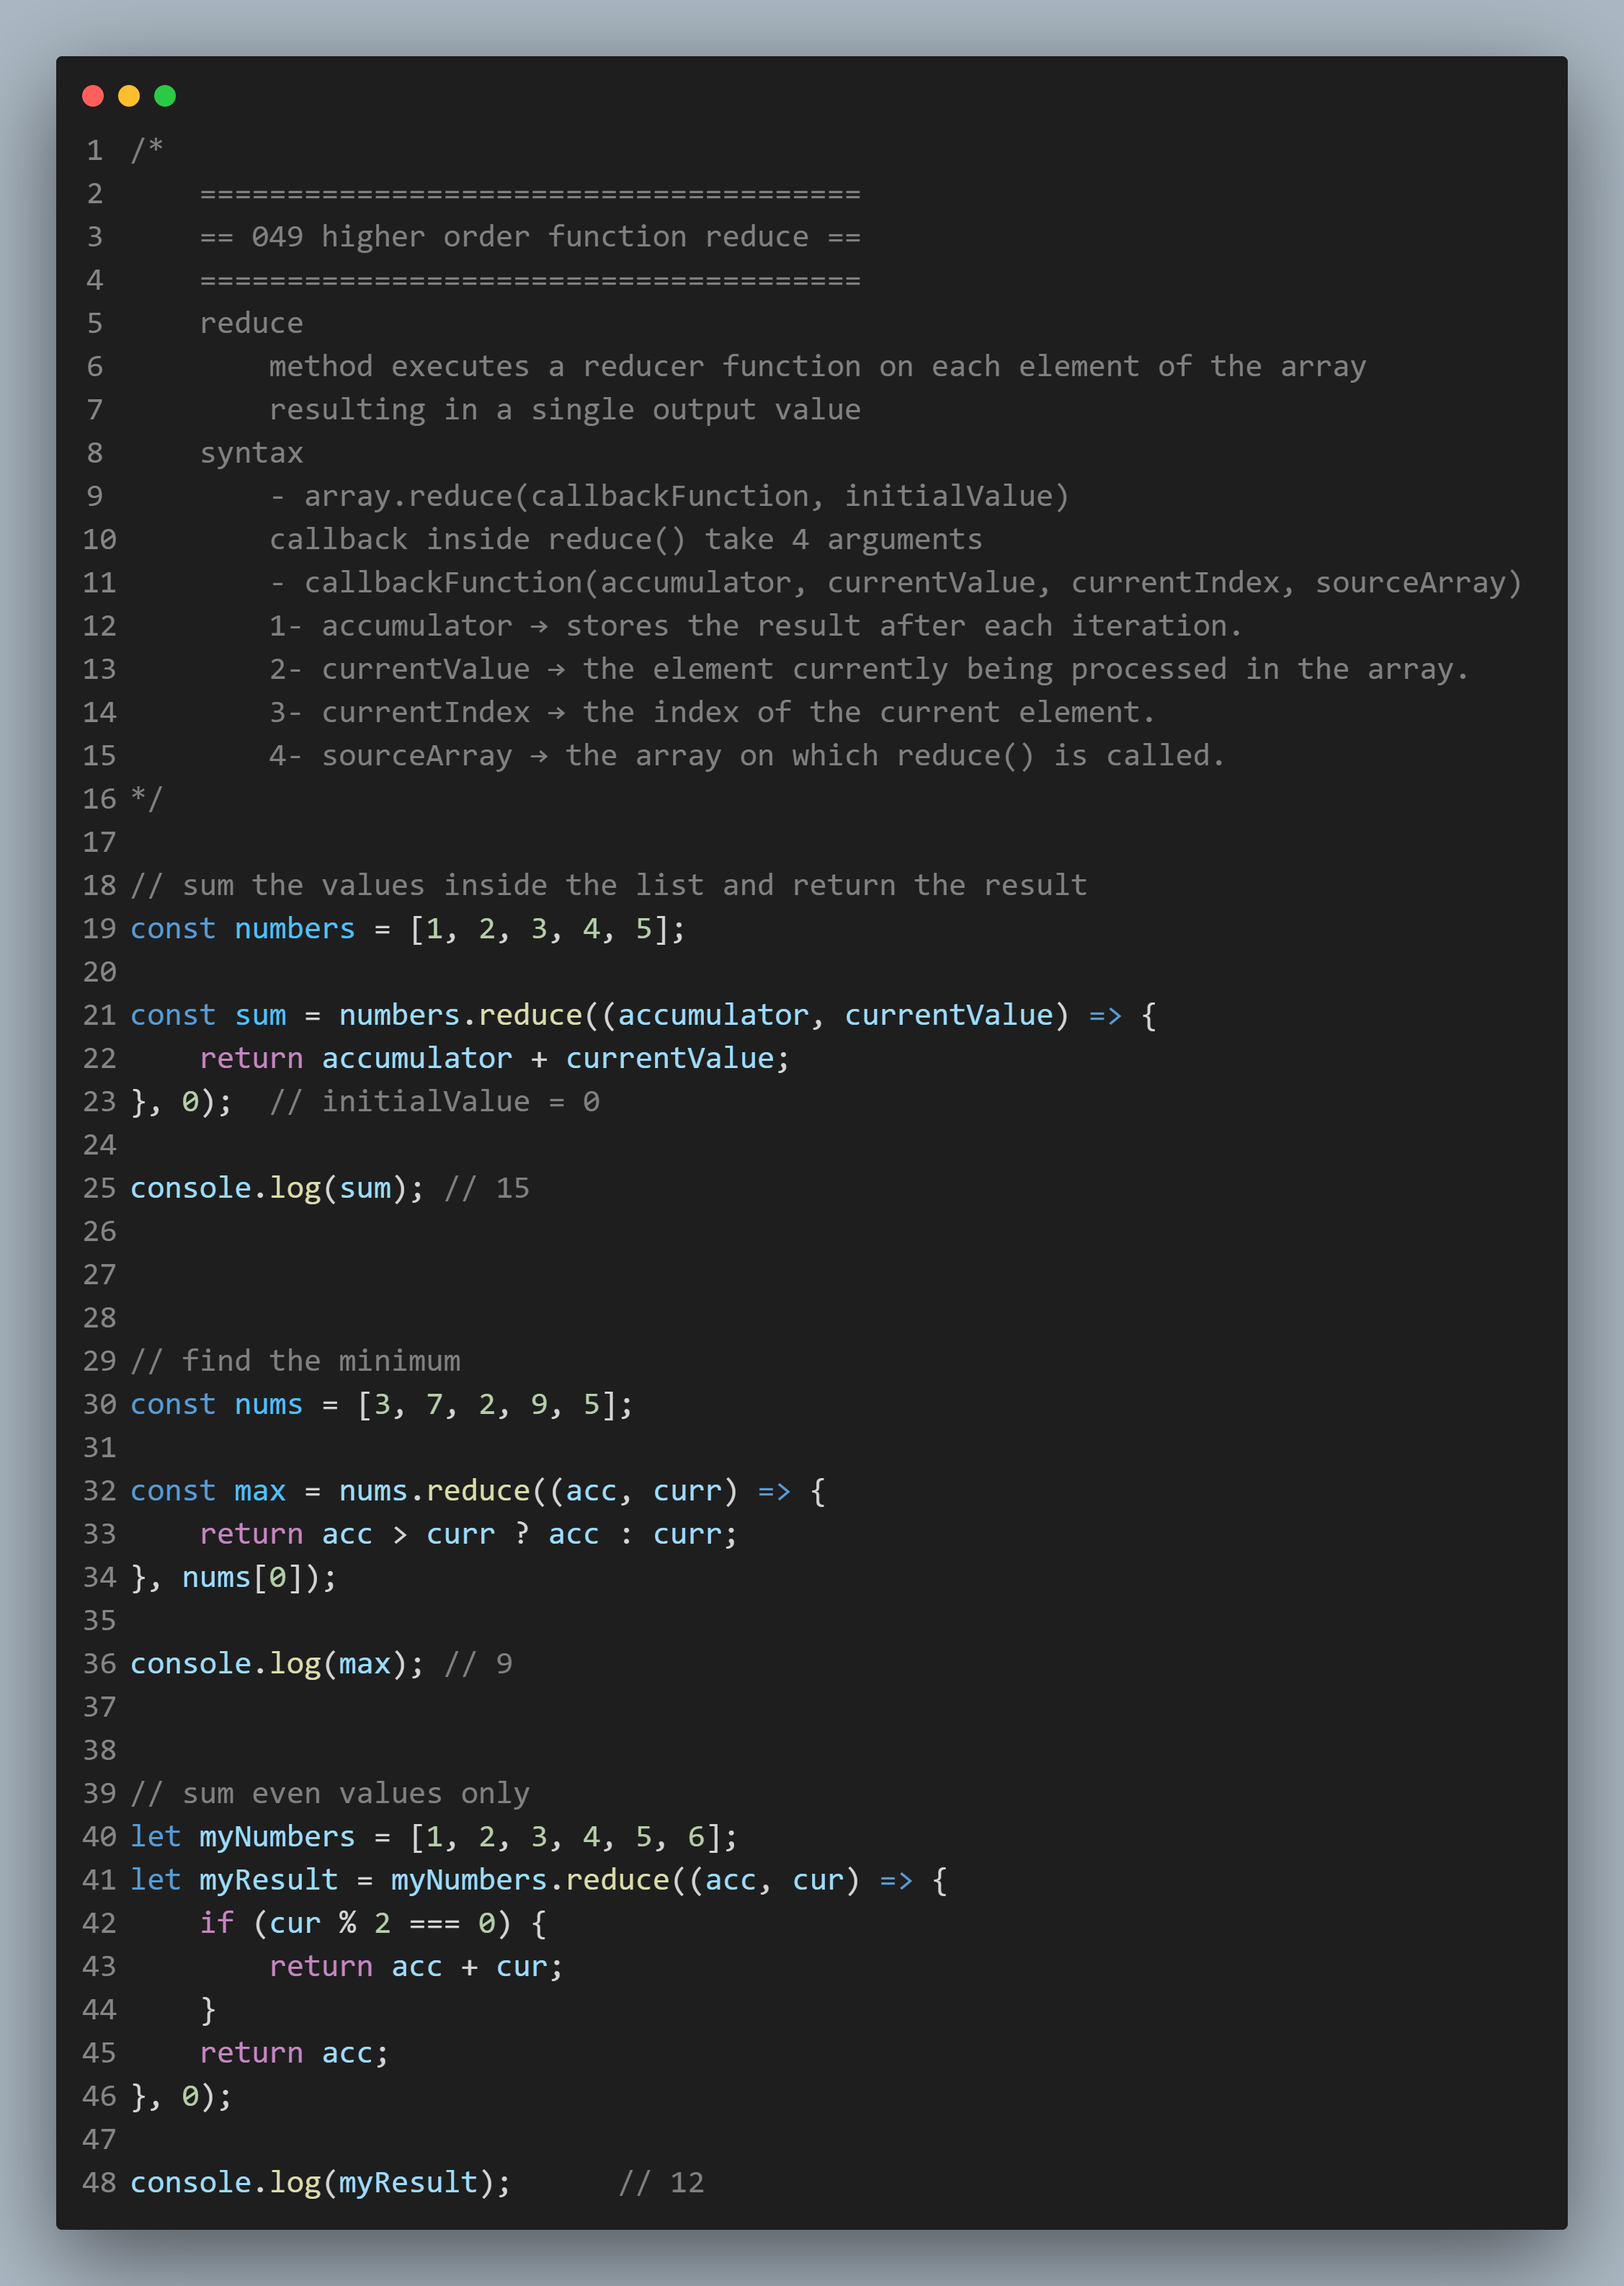 1 /*
2     ======================================
3     == 049 higher order function reduce ==
4     ======================================
5     reduce
6         method executes a reducer function on each element of the array
7         resulting in a single output value
8     syntax
9         - array.reduce(callbackFunction, initialValue)
10         callback inside reduce() take 4 arguments
11         - callbackFunction(accumulator, currentValue, currentIndex, sourceArray)
12         1- accumulator → stores the result after each iteration.
13         2- currentValue → the element currently being processed in the array.
14         3- currentIndex → the index of the current element.
15         4- sourceArray → the array on which reduce() is called.
16 */
17
18 // sum the values inside the list and return the result
19 const numbers = [1, 2, 3, 4, 5];
20
21 const sum = numbers.reduce((accumulator, currentValue) => {
22     return accumulator + currentValue;
23 }, 0);  // initialValue = 0
24
25 console.log(sum); // 15
26
27
28
29 // find the minimum
30 const nums = [3, 7, 2, 9, 5];
31
32 const max = nums.reduce((acc, curr) => {
33     return acc > curr ? acc : curr;
34 }, nums[0]);
35
36 console.log(max); // 9
37
38
39 // sum even values only
40 let myNumbers = [1, 2, 3, 4, 5, 6];
41 let myResult = myNumbers.reduce((acc, cur) => {
42     if (cur % 2 === 0) {
43         return acc + cur;
44     }
45     return acc;
46 }, 0);
47
48 console.log(myResult);      // 12